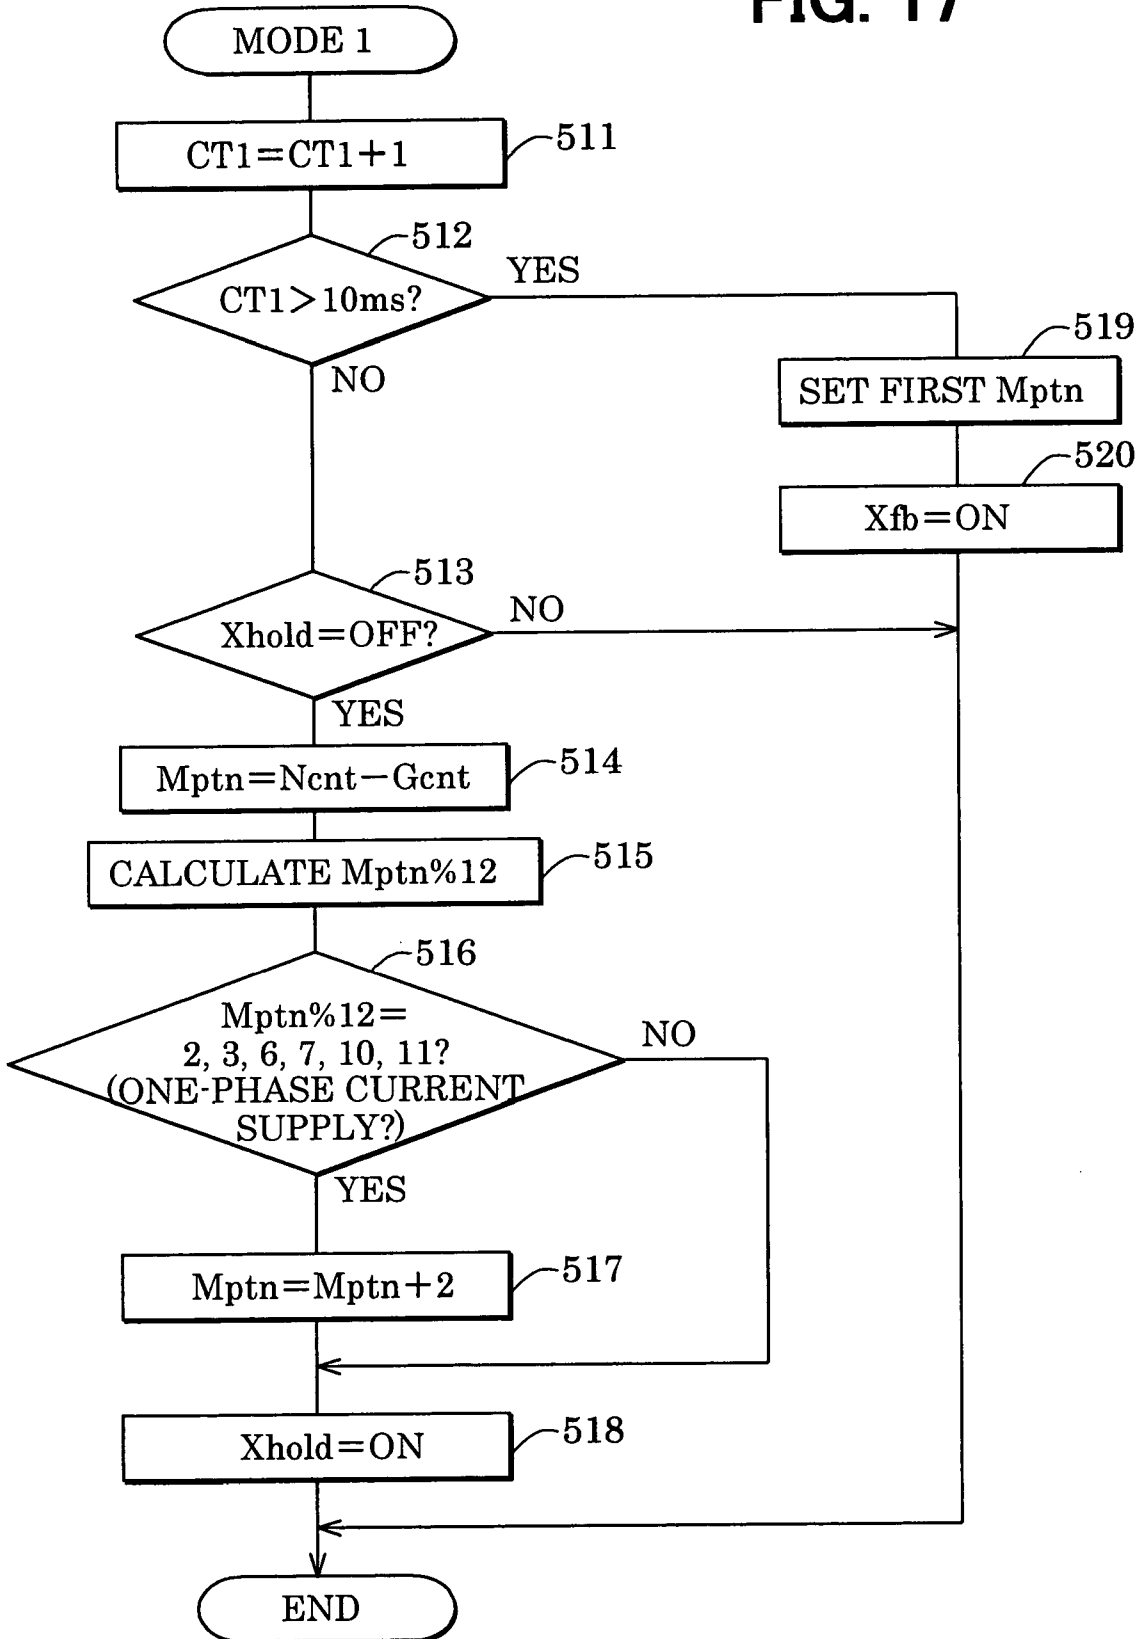 FIG. 17
MODE 1
CT1=CT1+1
511
512
CT1>10ms?
YES
NO
519
SET FIRST Mptn
520
Xfb=ON
513
Xhold=OFF?
NO
YES
Mptn=Ncnt−Gcnt
514
CALCULATE Mptn%12
515
516
Mptn%12=
2, 3, 6, 7, 10, 11?
(ONE-PHASE CURRENT
SUPPLY?)
NO
YES
Mptn=Mptn+2
517
Xhold=ON
518
END